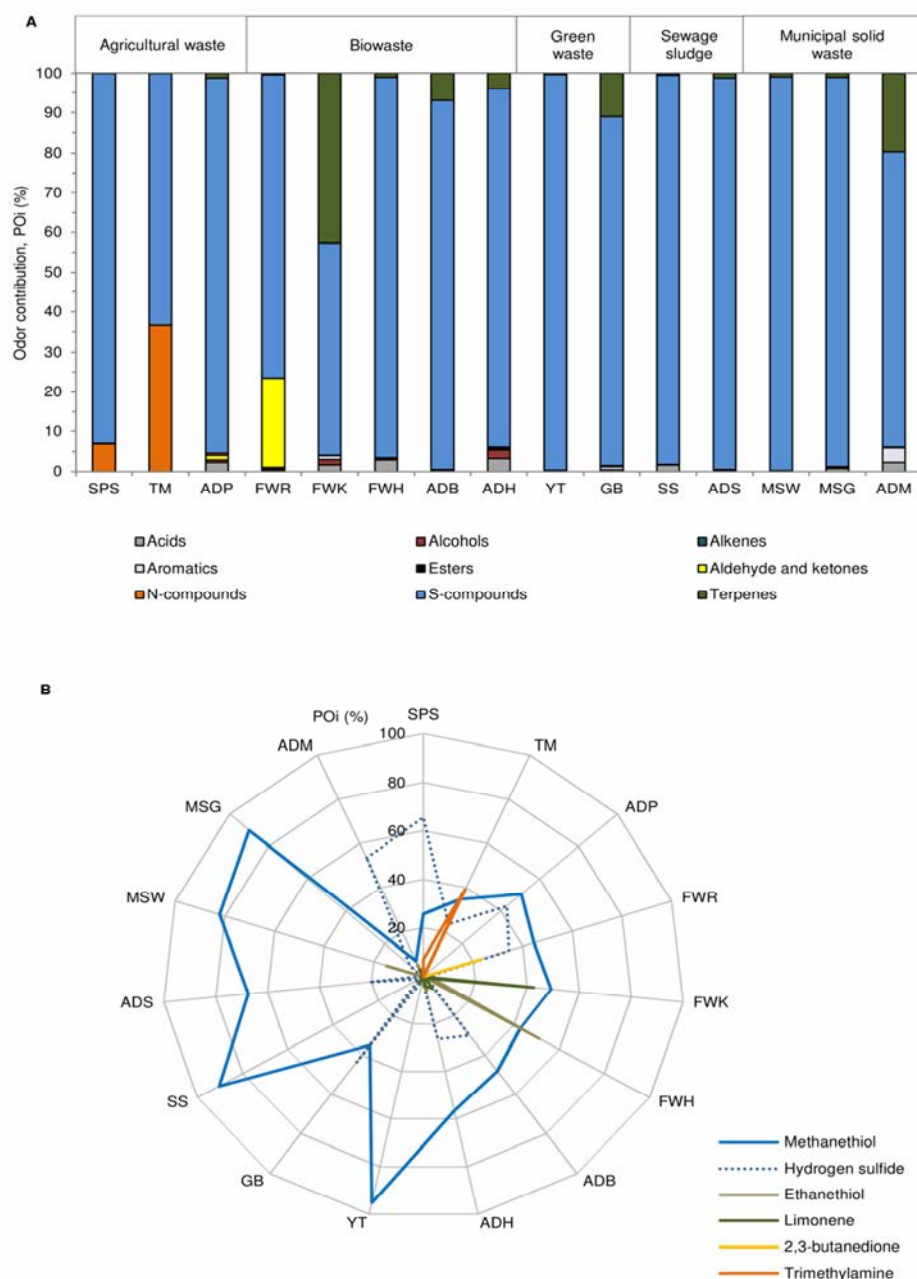 A
Agricultural waste
Biowaste
Green
waste
Sewage
sludge
Municipal solid
waste
Odor contribution, POi (%)
100
90
80
70
60
50
40
30
20
10
0
SPS TM ADP FWR FWK FWH ADB ADH YT GB SS ADS MSW MSG ADM
Acids Alcohols Alkenes
Aromatics Esters Aldehyde and ketones
N-compounds S-compounds Terpenes
B
POi (%)
SPS
TM
ADP
FWR
FWK
FWH
ADB
ADH
YT
GB
SS
ADS
MSW
MSG
ADM
100
80
60
40
20
Methanethiol
Hydrogen sulfide
Ethanethiol
Limonene
2,3-butanedione
Trimethylamine